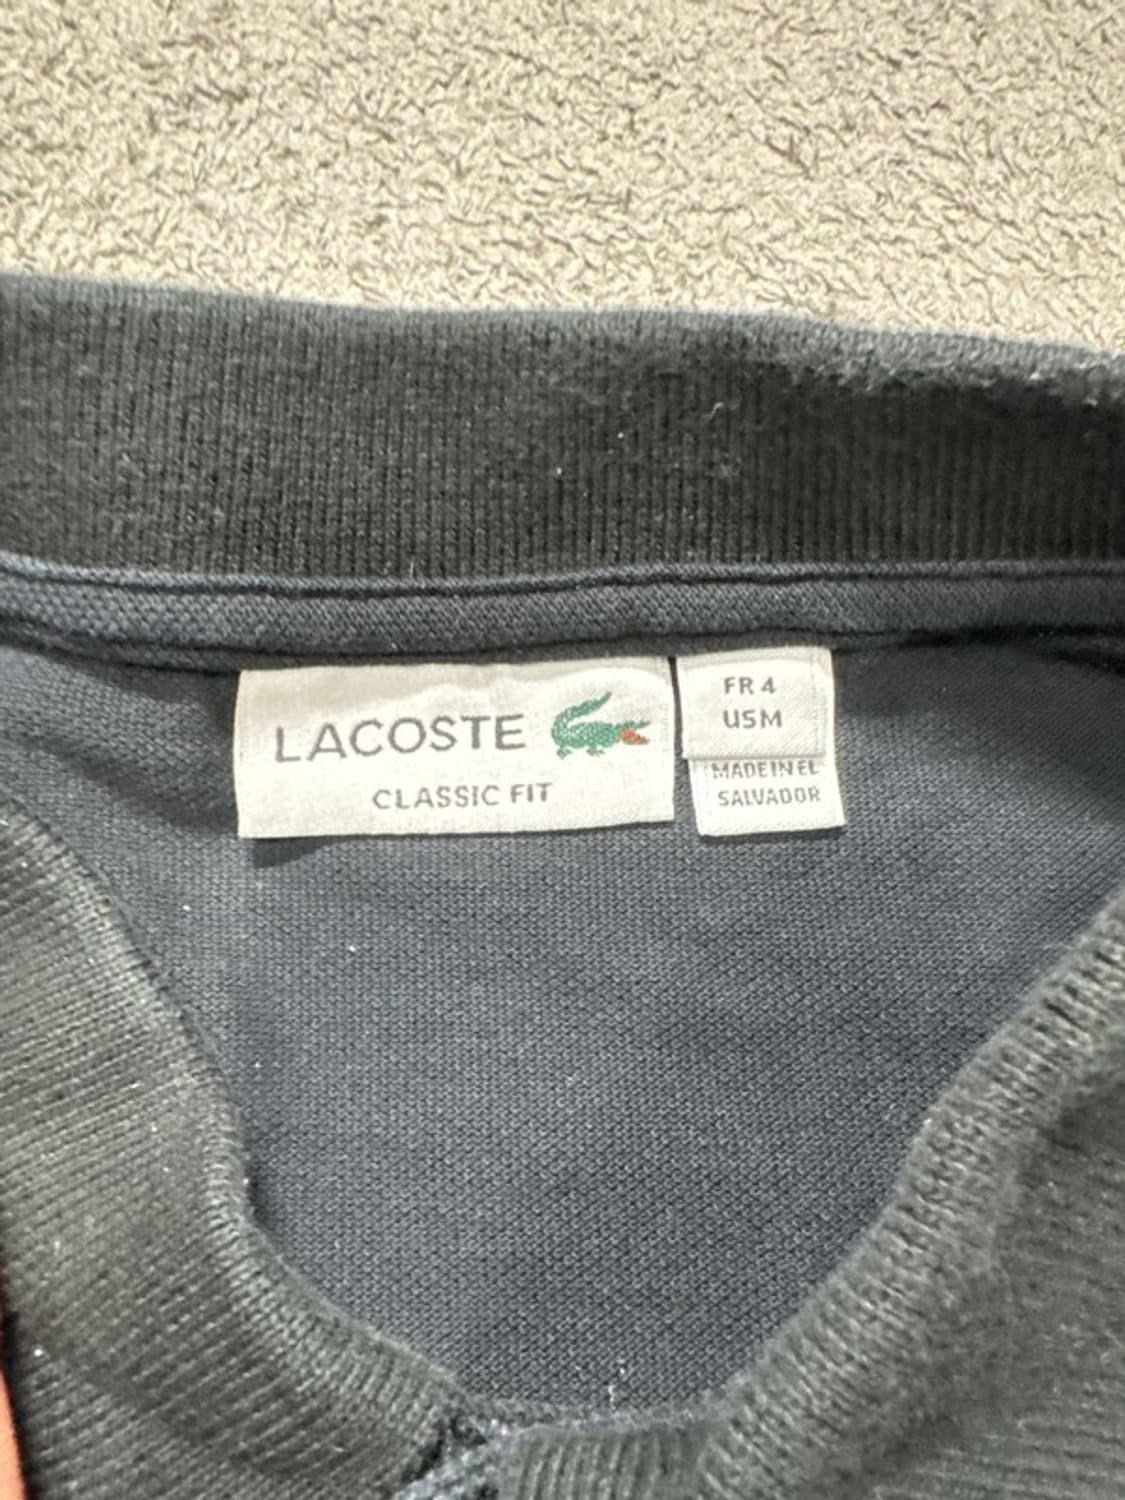 LACOSTE
CLASSIC FIT
FR 4
US M
MADE IN EL
SALVADOR